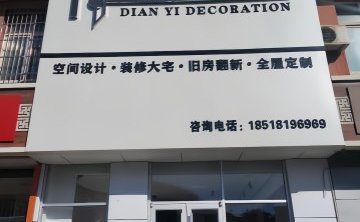 DIAN YI DECORATION
空间设计·装修大宅·旧房翻新·全屋定制
咨询电话: 18518196969